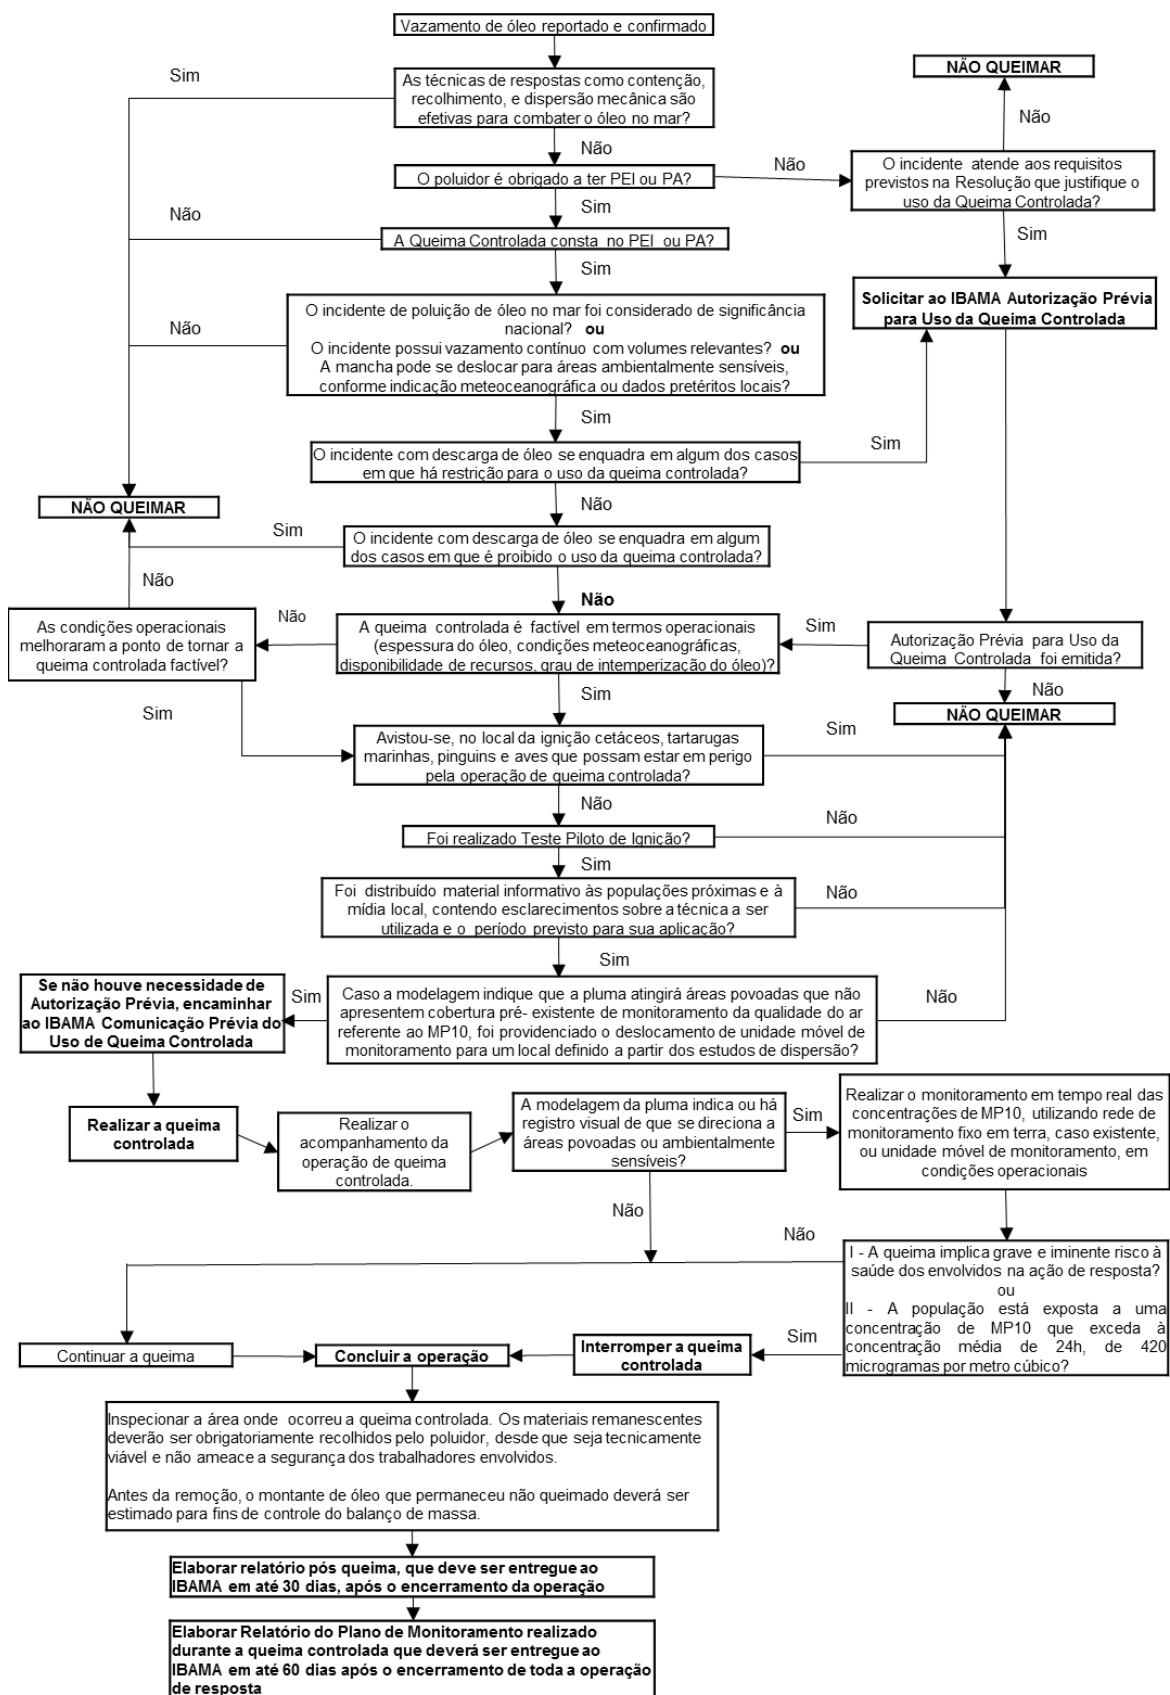 Vazamento de óleo reportado e confirmado
Sim
As técnicas de respostas como contenção,
recolhimento, e dispersão mecânica são
efetivas para combater o óleo no mar?
NÃO QUEIMAR
Não
Não
O poluidor é obrigado a ter PEI ou PA?
Não
O incidente atende aos requisitos
previstos na Resolução que justifique o
uso da Queima Controlada?
Sim
Não
A Queima Controlada consta no PEI ou PA?
Sim
Sim
Solicitar ao IBAMA Autorização Prévia
para Uso da Queima Controlada
Não
O incidente de poluição de óleo no mar foi considerado de significância
nacional? ou
O incidente possui vazamento contínuo com volumes relevantes? ou
A mancha pode se deslocar para áreas ambientalmente sensíveis,
conforme indicação meteoceanográfica ou dados pretéritos locais?
Sim
Sim
O incidente com descarga de óleo se enquadra em algum dos casos
em que há restrição para o uso da queima controlada?
NÃO QUEIMAR
Não
Sim
O incidente com descarga de óleo se enquadra em algum
dos casos em que é proibido o uso da queima controlada?
Não
Não
As condições operacionais
melhoraram a ponto de tornar a
queima controlada factível?
Não
A queima controlada é factível em termos operacionais
(espessura do óleo, condições meteoceanográficas,
disponibilidade de recursos, grau de intemperização do óleo)?
Sim
Autorização Prévia para Uso da
Queima Controlada foi emitida?
Sim
Não
NÃO QUEIMAR
Sim
Avistou-se, no local da ignição cetáceos, tartarugas
marinhas, pinguins e aves que possam estar em perigo
pela operação de queima controlada?
Sim
Não
Foi realizado Teste Piloto de Ignição?
Não
Sim
Foi distribuído material informativo às populações próximas e à
mídia local, contendo esclarecimentos sobre a técnica a ser
utilizada e o período previsto para sua aplicação?
Não
Sim
Se não houve necessidade de
Autorização Prévia, encaminhar
ao IBAMA Comunicação Prévia do
Uso de Queima Controlada
Sim
Caso a modelagem indique que a pluma atingirá áreas povoadas que não
apresentem cobertura pré- existente de monitoramento da qualidade do ar
referente ao MP10, foi providenciado o deslocamento de unidade móvel de
monitoramento para um local definido a partir dos estudos de dispersão?
Não
Realizar a queima
controlada
Realizar o
acompanhamento da
operação de queima
controlada.
A modelagem da pluma indica ou há
registro visual de que se direciona a
áreas povoadas ou ambientalmente
sensíveis?
Sim
Realizar o monitoramento em tempo real das
concentrações de MP10, utilizando rede de
monitoramento fixo em terra, caso existente,
ou unidade móvel de monitoramento, em
condições operacionais
Não
Não
I - A queima implica grave e iminente risco à
saúde dos envolvidos na ação de resposta?
ou
II - A população está exposta a uma
concentração de MP10 que exceda à
concentração média de 24h, de 420
microgramas por metro cúbico?
Sim
Continuar a queima
Concluir a operação
Interromper a queima
controlada
Inspecionar a área onde ocorreu a queima controlada. Os materiais remanescentes
deverão ser obrigatoriamente recolhidos pelo poluidor, desde que seja tecnicamente
viável e não ameace a segurança dos trabalhadores envolvidos.
Antes da remoção, o montante de óleo que permaneceu não queimado deverá ser
estimado para fins de controle do balanço de massa.
Elaborar relatório pós queima, que deve ser entregue ao
IBAMA em até 30 dias, após o encerramento da operação
Elaborar Relatório do Plano de Monitoramento realizado
durante a queima controlada que deverá ser entregue ao
IBAMA em até 60 dias após o encerramento de toda a operação
de resposta